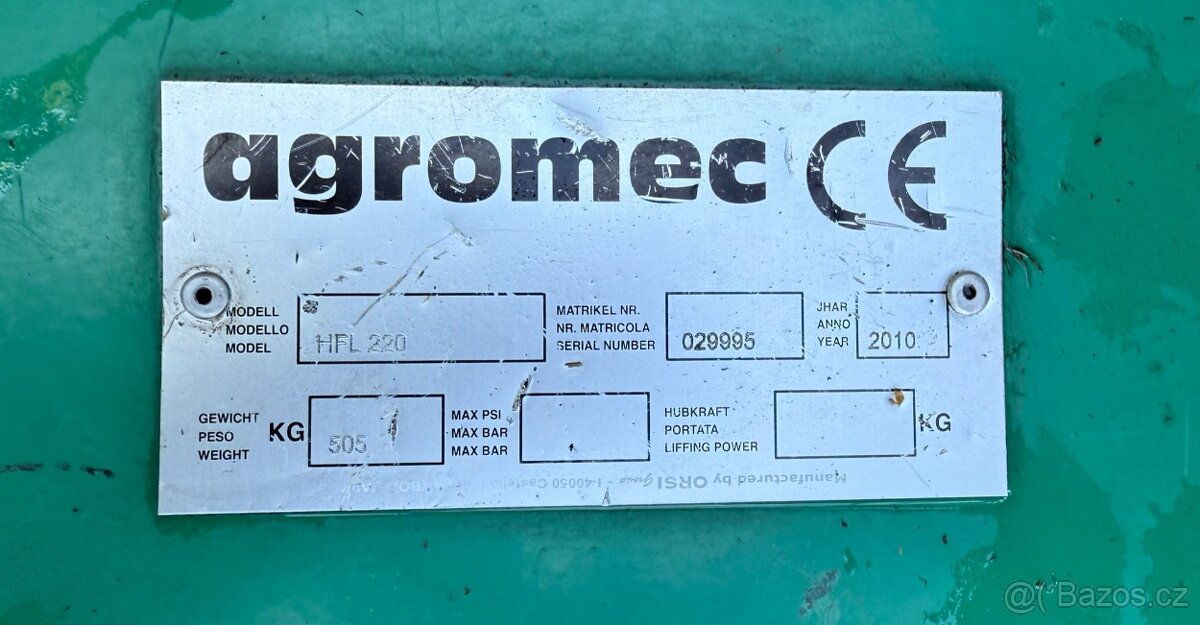 agromec CE
MODELL
MODELLO
MODEL
HFL 220
MATRIKEL NR.
NR. MATRICOLA
SERIAL NUMBER
029995
JHAR
ANNO
YEAR
2010
GEWICHT
PESO
WEIGHT
KG
505
MAX PSI
MAX BAR
MAX BAR
HUBKRAFT
PORTATA
LIFFING POWER
KG
Manufactured by ORSI Group - I-40050 Castello
@( Bazos.cz